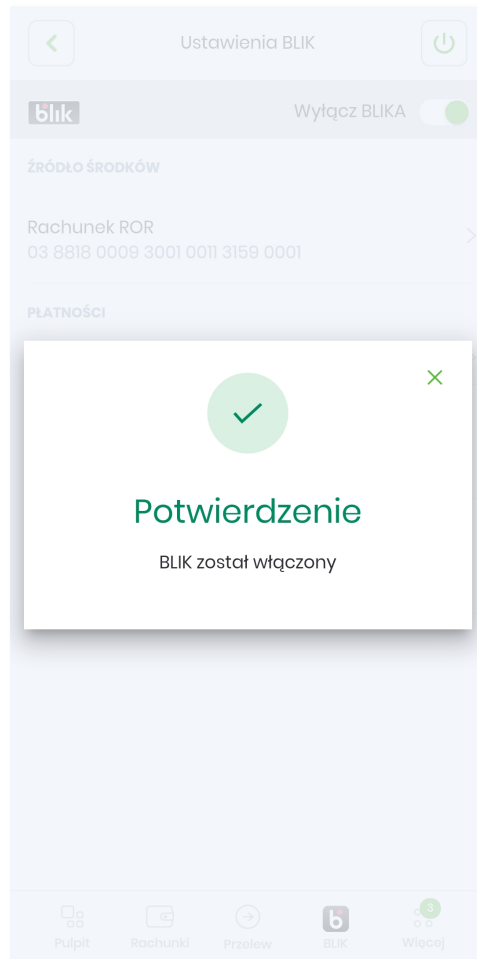 Ustawienia BLIK
blik
Wyłącz BLIKA
ŹRÓDŁO ŚRODKÓW
Rachunek ROR
03 8818 0009 3001 0011 3159 0001
PŁATNOŚCI
Potwierdzenie
BLIK został włączony
3
Pulpit
Rachunki
Przelew
b
BLIK
Więcej